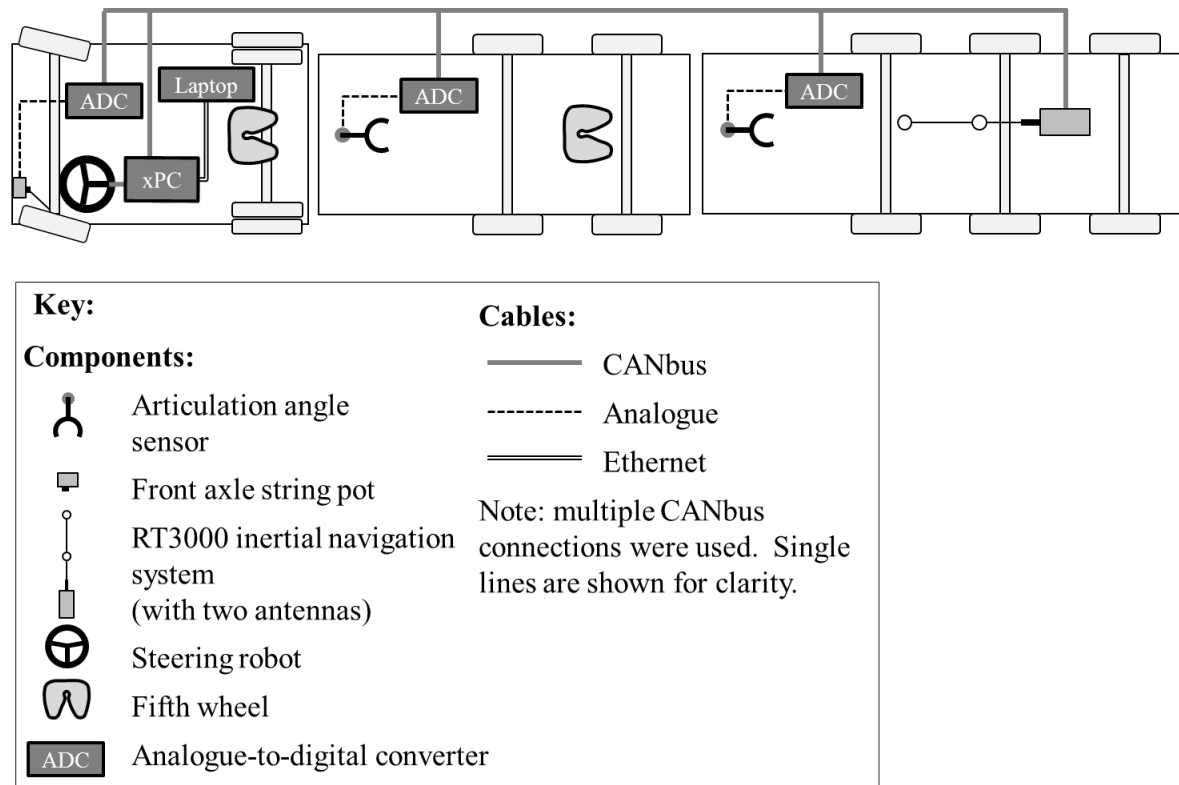 ADC
Laptop
xPC
ADC
ADC
Key:
Components:
Articulation angle
sensor
Front axle string pot
RT3000 inertial navigation
system
(with two antennas)
Steering robot
Fifth wheel
ADC
Analogue-to-digital converter
Cables:
CANbus
Analogue
Ethernet
Note: multiple CANbus
connections were used.  Single
lines are shown for clarity.